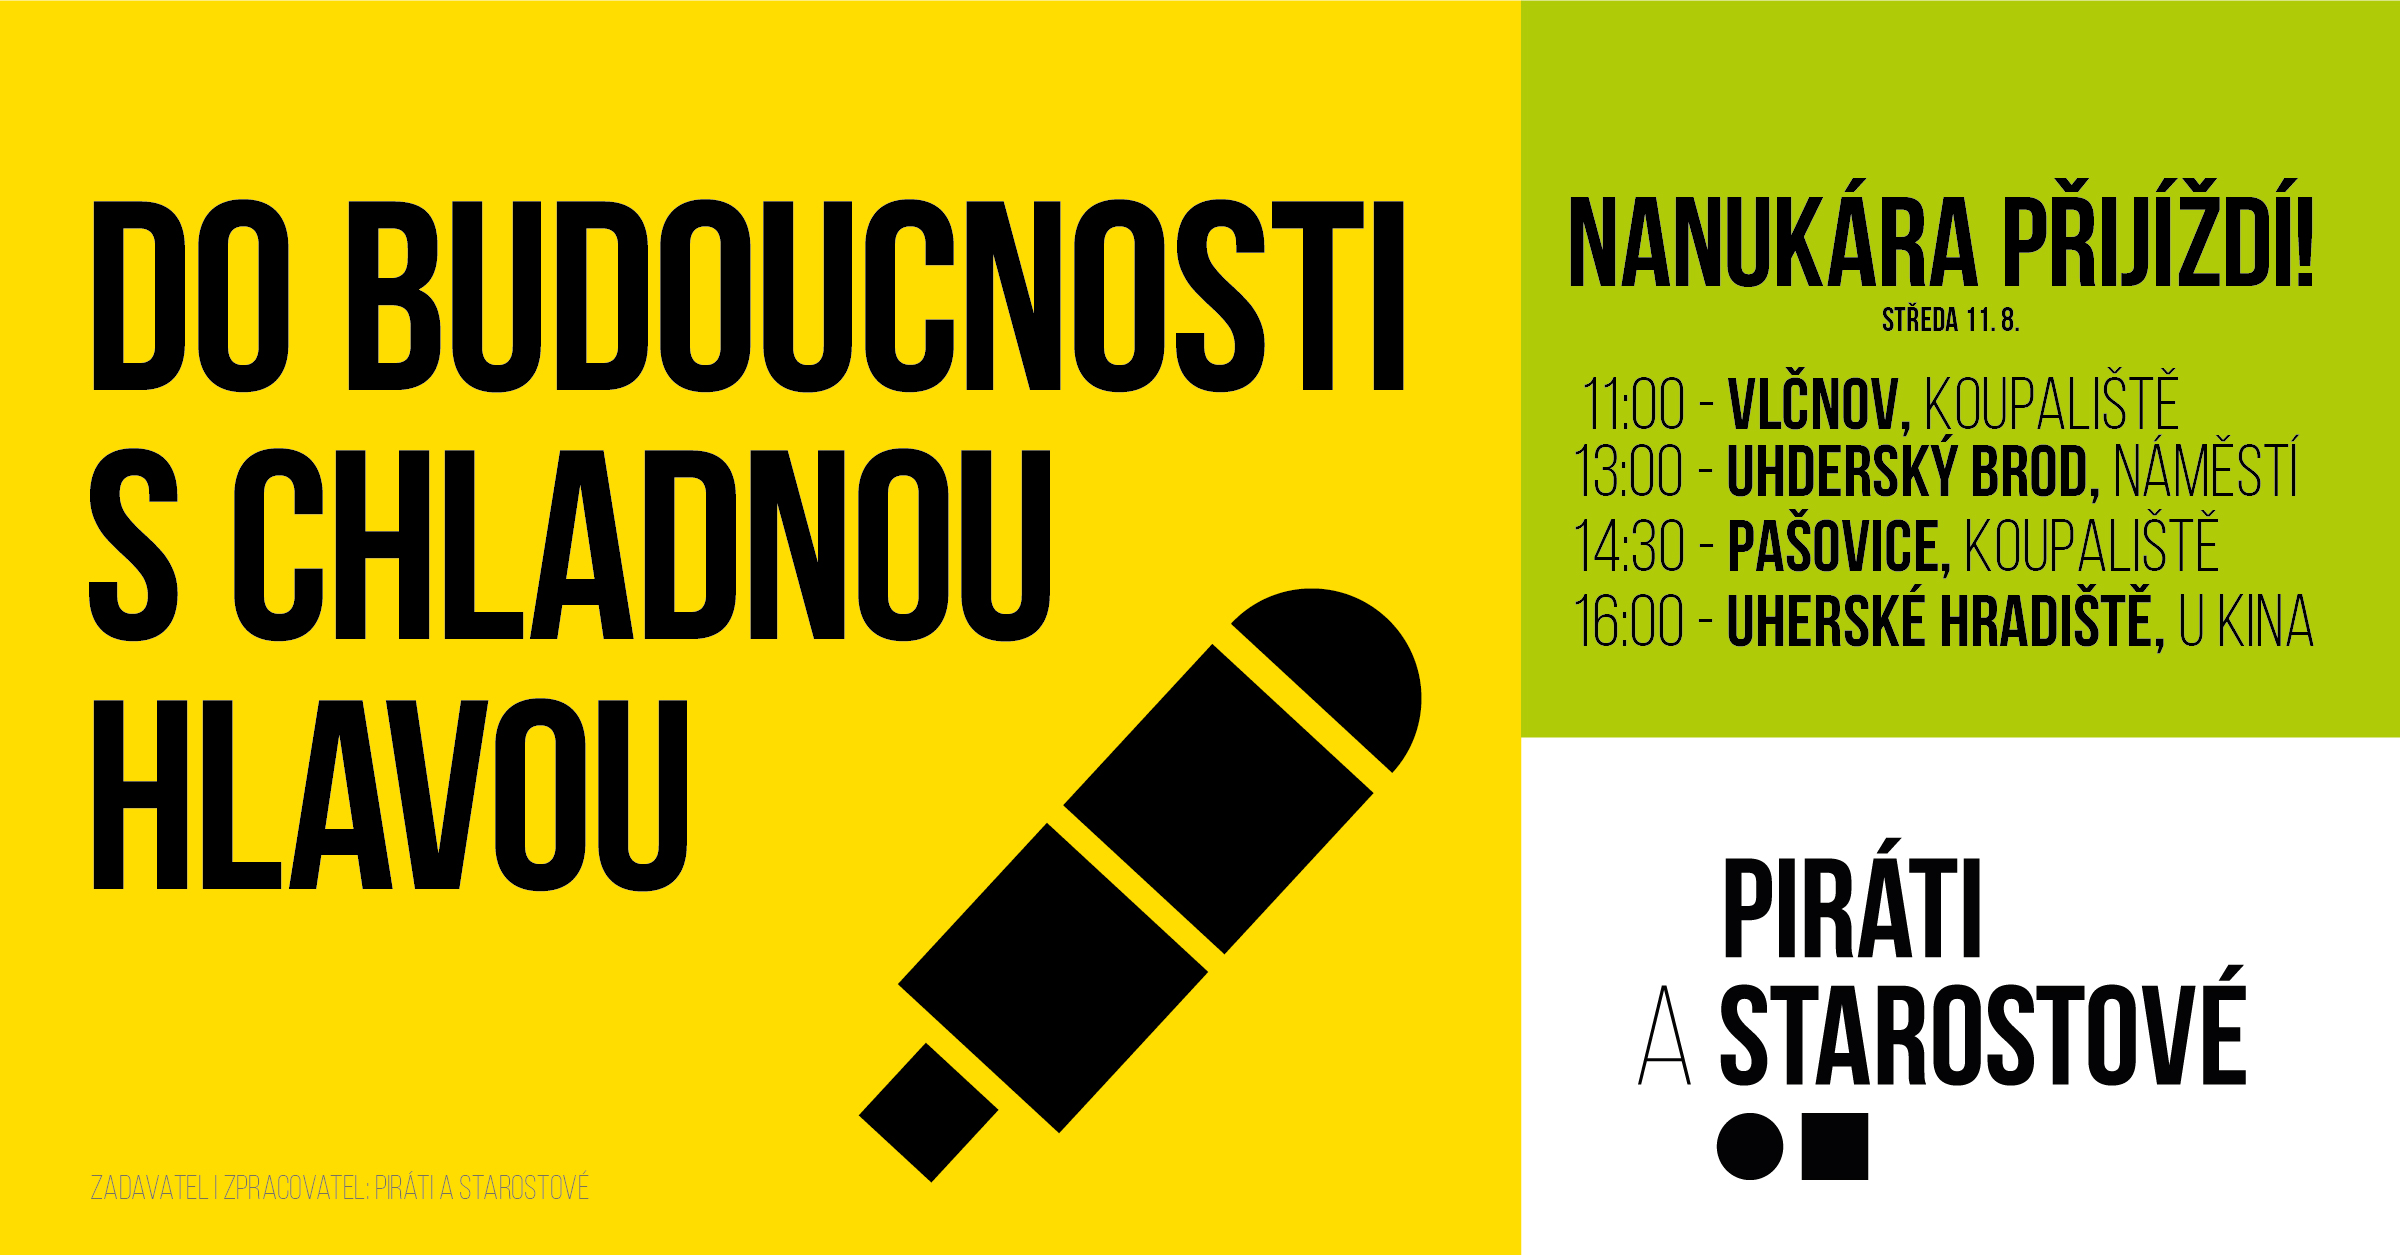 DO BUDOUCNOSTI
S CHLADNOU
HLAVOU
ZADAVATEL I ZPRACOVATEL: PIRÁTI A STAROSTOVÉ
NANUKÁRA PŘIJÍŽDÍ!
STŘEDA 11. 8.
11:00 - VLČNOV, KOUPALIŠTĚ
13:00 - UHDERSKÝ BROD, NÁMĚSTÍ
14:30 - PAŠOVICE, KOUPALIŠTĚ
16:00 - UHERSKÉ HRADIŠTĚ, U KINA
PIRÁTI
A STAROSTOVÉ